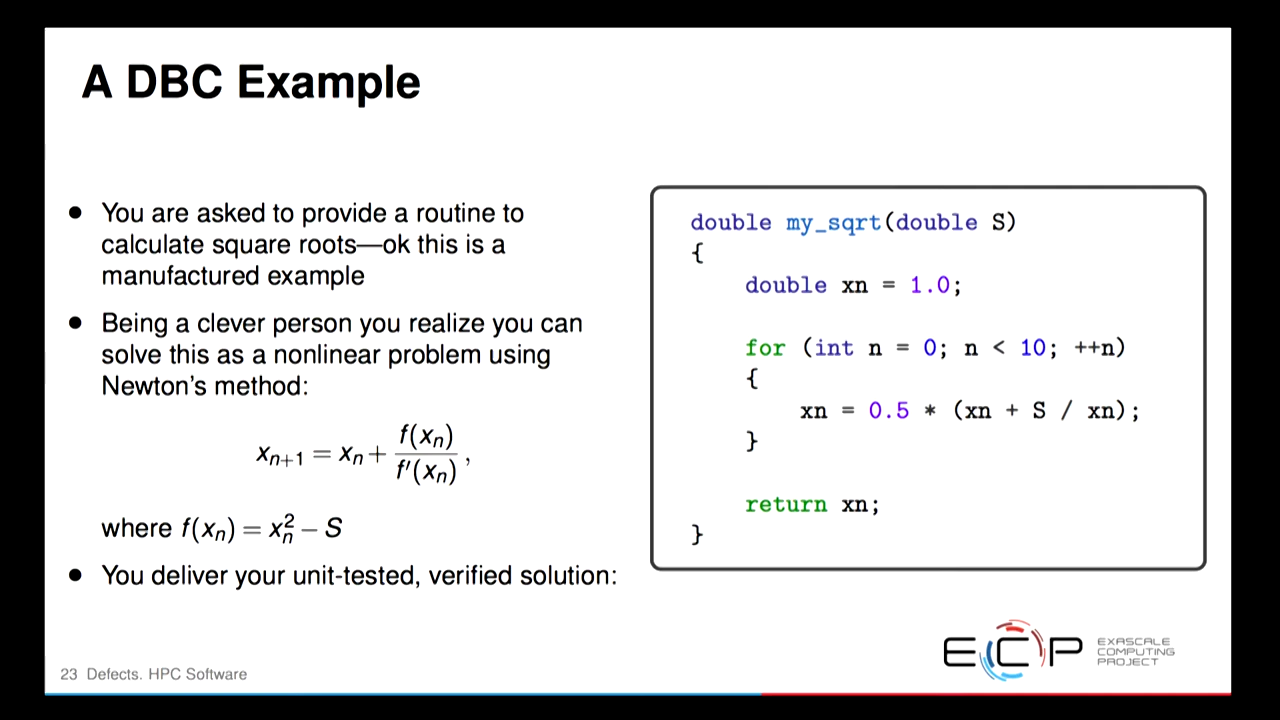 A DBC Example
● You are asked to provide a routine to
calculate square roots—ok this is a
manufactured example
● Being a clever person you realize you can
solve this as a nonlinear problem using
Newton's method:
xₙ₊₁ = xₙ + f(xₙ) / f′(xₙ) ,
where f(xₙ) = xₙ² – S
● You deliver your unit-tested, verified solution:
double my_sqrt(double S)
{
    double xn = 1.0;
    for (int n = 0; n < 10; ++n)
    {
        xn = 0.5 * (xn + S / xn);
    }
    return xn;
}
23 Defects. HPC Software
ECP
EXASCALE
COMPUTING
PROJECT